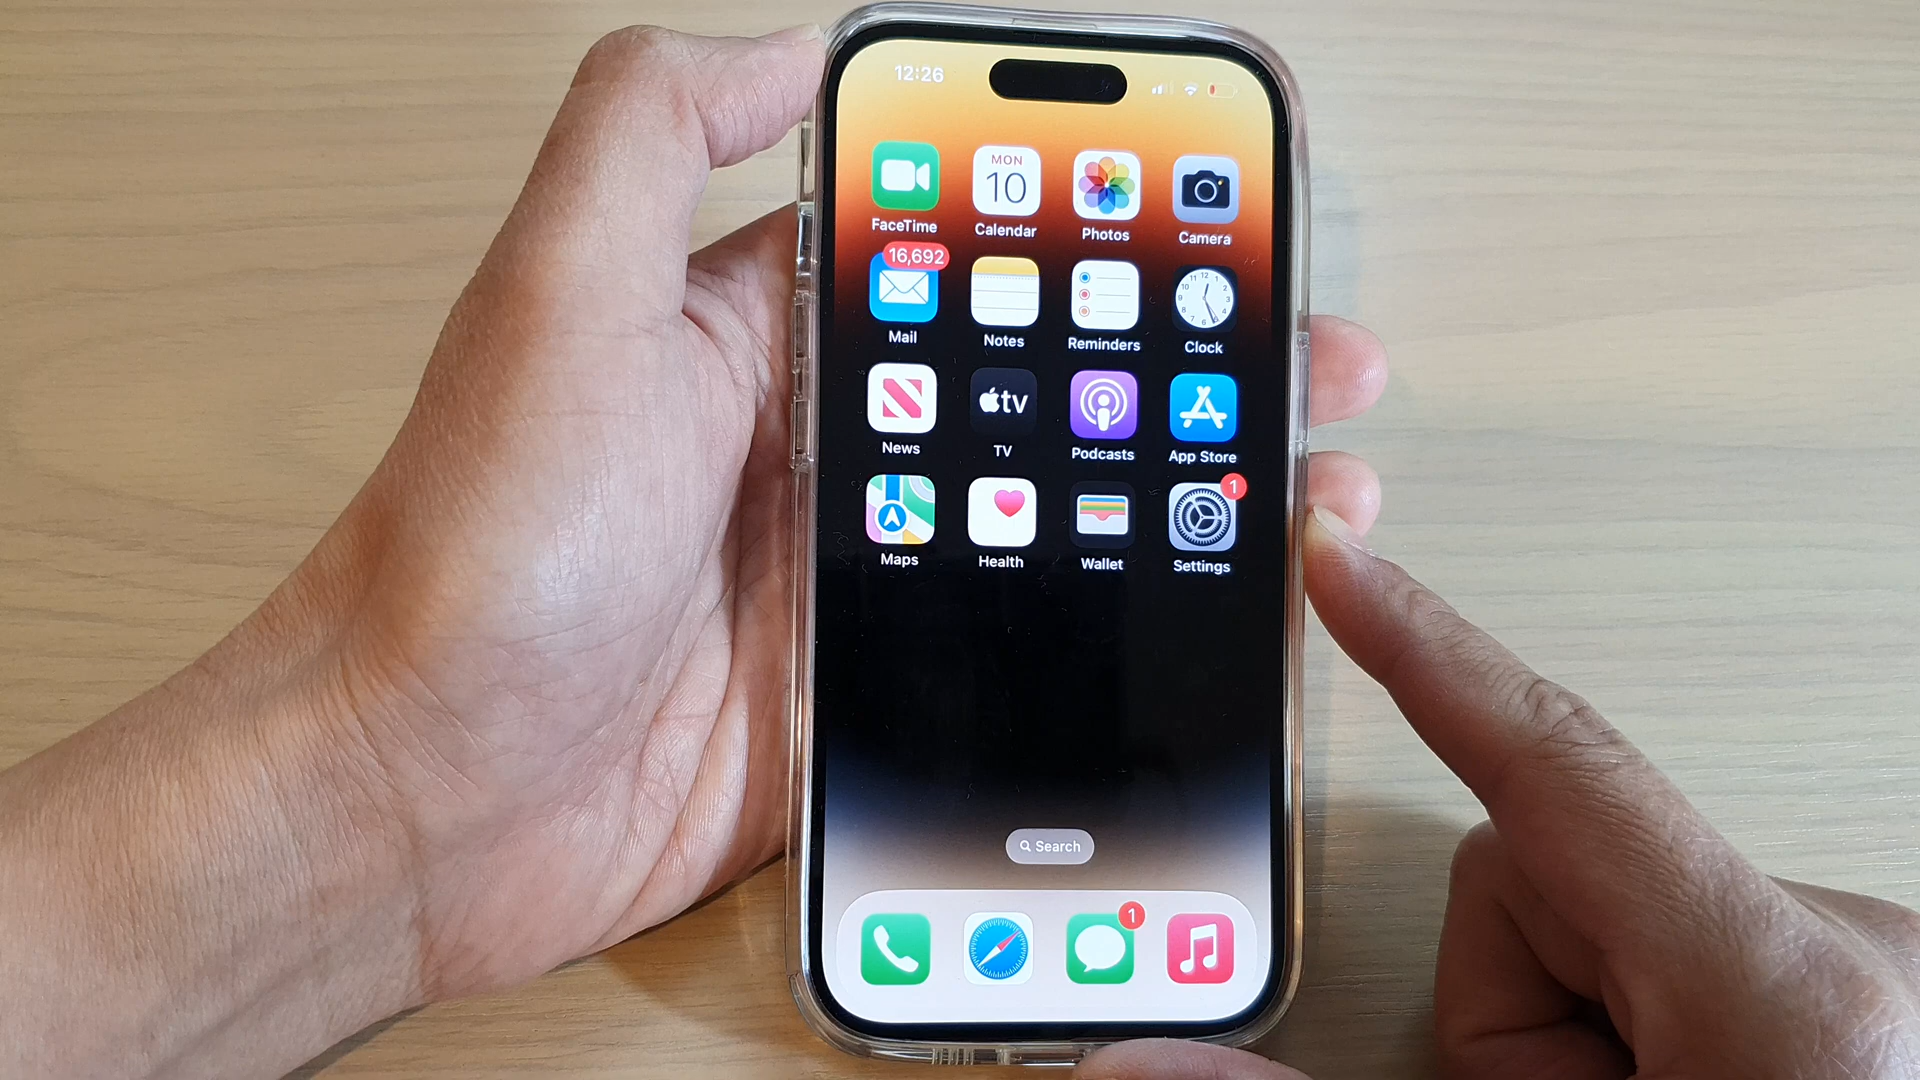 12:26
MON
10
FaceTime
Calendar
Photos
Camera
16,692
Mail
Notes
Reminders
Clock
tv
News
TV
Podcasts
App Store
1
Maps
Health
Wallet
Settings
Search
1